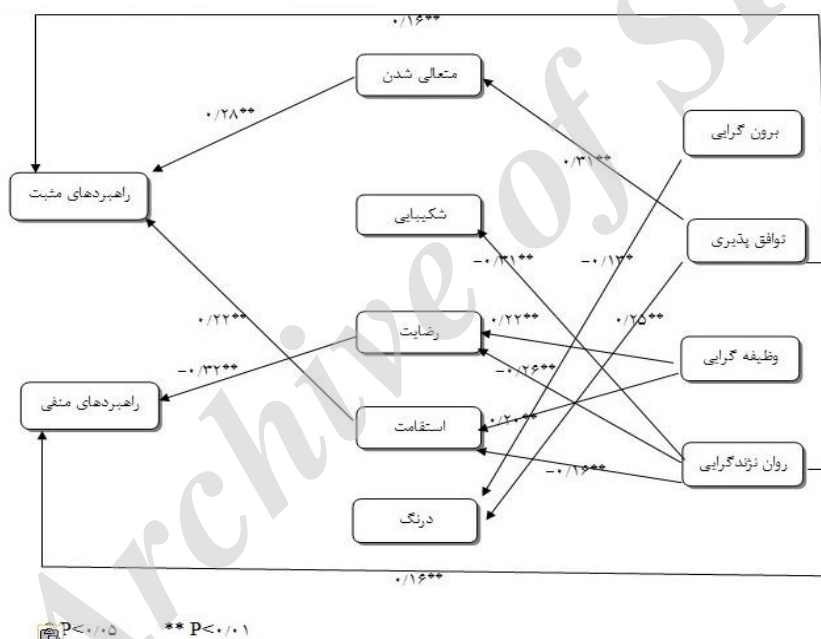 ۰/۱۶**
متعالی شدن
۰/۲۸**
برون گرایی
۰/۳۱**
راهبردهای مثبت
شکیبایی
توافق پذیری
-۰/۳۱**
-۰/۱۳*
۰/۲۲**
رضایت
۰/۲۲**
۰/۲۵**
وظیفه گرایی
-۰/۳۲**
-۰/۲۶**
راهبردهای منفی
استقامت
۰/۲۰**
روان نژندگرایی
-۰/۱۶**
درنگ
۰/۱۶**
P<۰/۰۵ ** P<۰/۰۱
Archive of